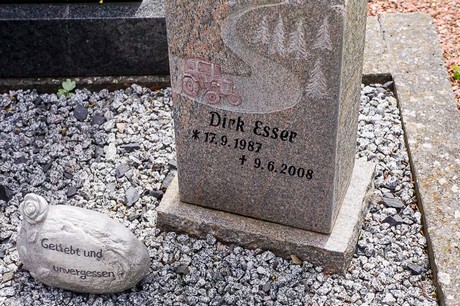 Dirk Esser
* 17.9.1987
† 9.6.2008
Geliebt und
unvergessen